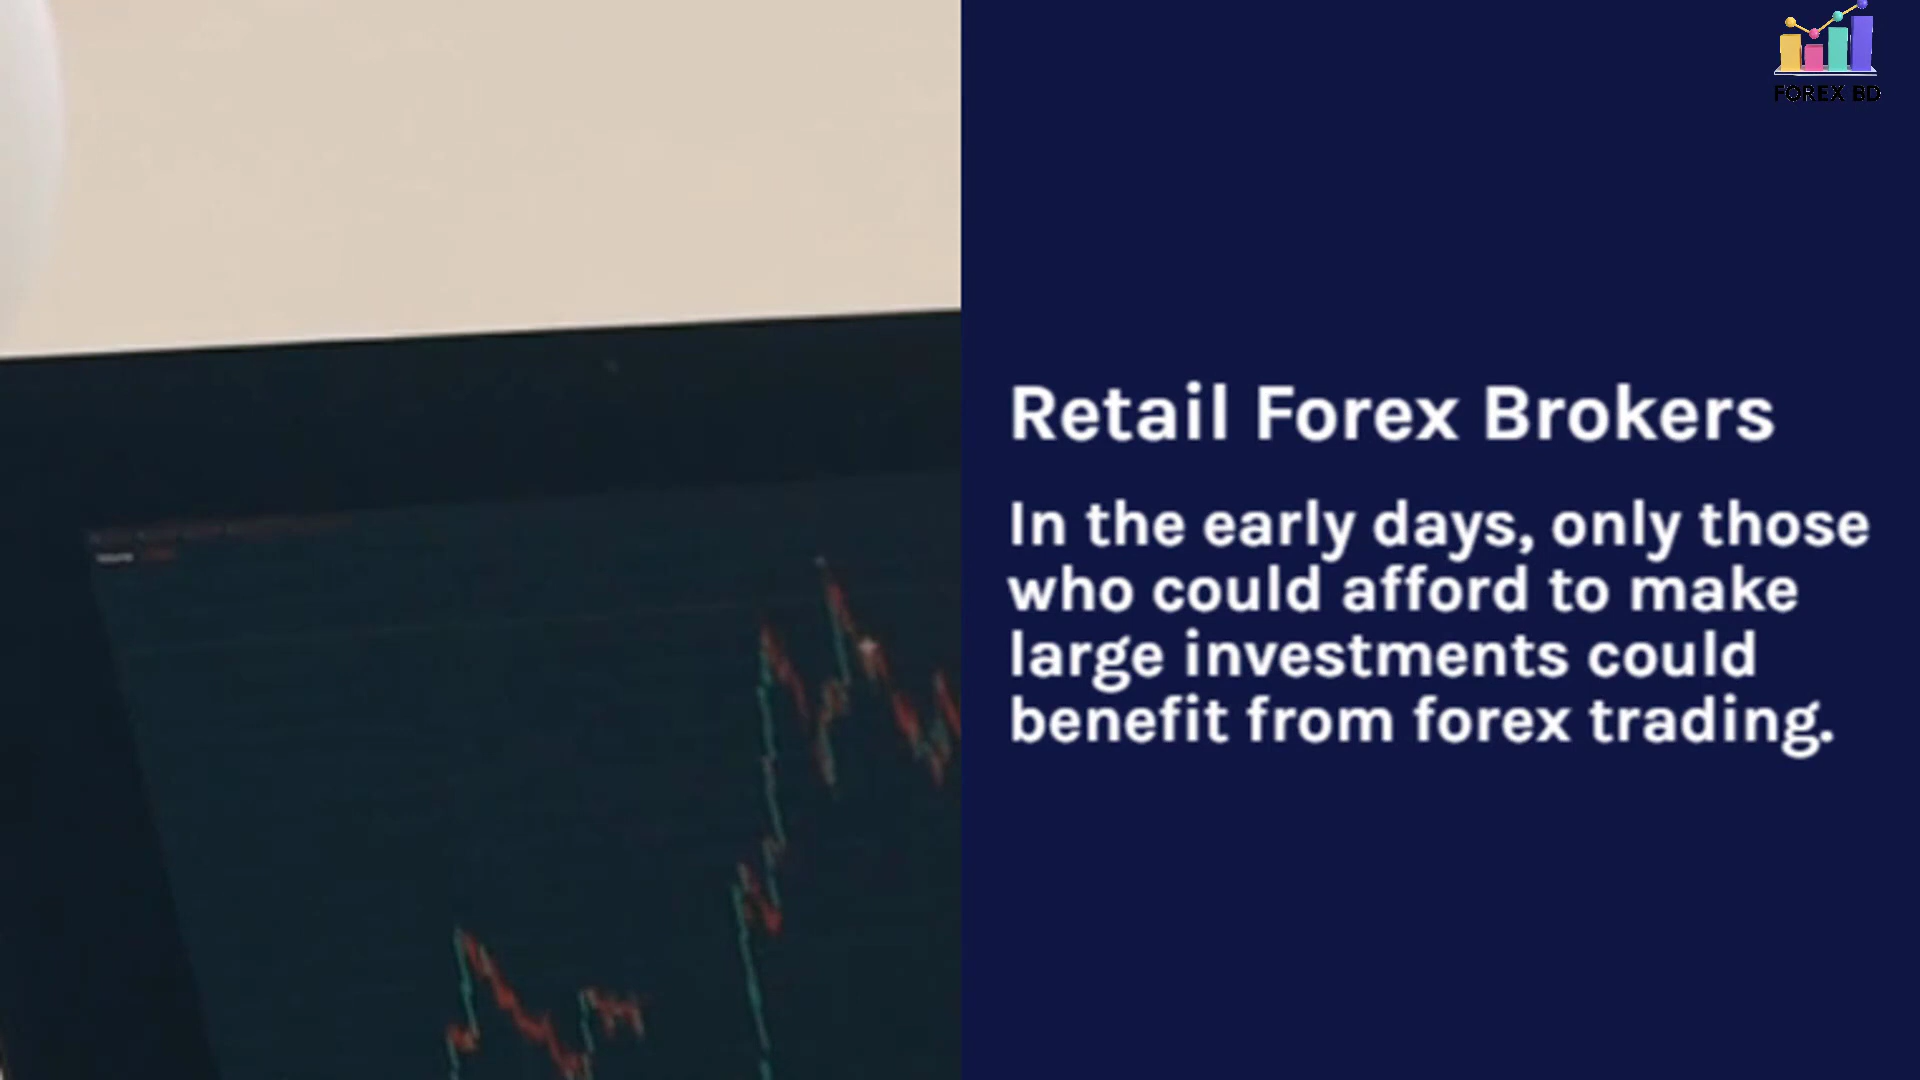 FOREX BD
Retail Forex Brokers
In the early days, only those
who could afford to make
large investments could
benefit from forex trading.